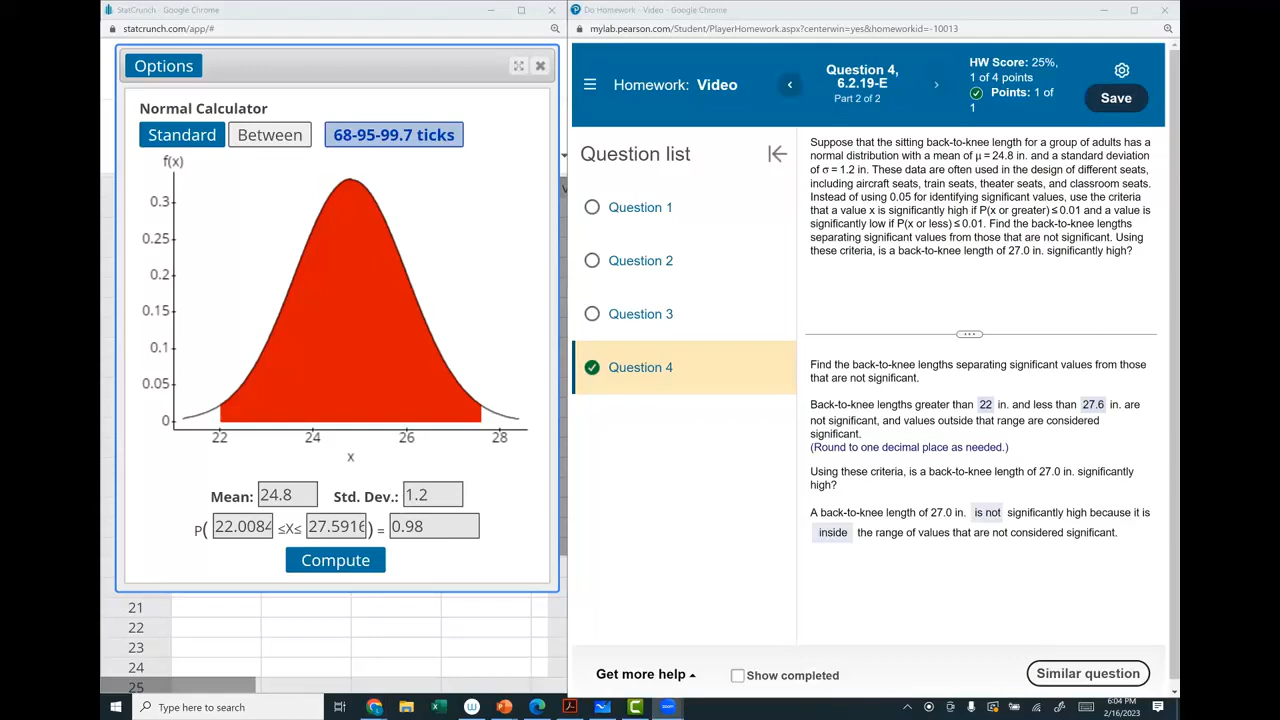 StatCrunch - Google Chrome
statcrunch.com/app/#
Options
Normal Calculator
Standard
Between
68-95-99.7 ticks
f(x)
0.3
0.25
0.2
0.15
0.1
0.05
0
22
24
26
28
x
Mean: 24.8 Std. Dev.: 1.2
P( 22.0084 ≤X≤ 27.5916 ) = 0.98
Compute
21
22
23
24
25
Do Homework - Video - Google Chrome
mylab.pearson.com/Student/PlayerHomework.aspx?centerwin=yes&homeworkid=-10013
Homework: Video
Question 4,
6.2.19-E
Part 2 of 2
HW Score: 25%,
1 of 4 points
Points: 1 of
1
Save
Question list
Question 1
Question 2
Question 3
Question 4
Suppose that the sitting back-to-knee length for a group of adults has a
normal distribution with a mean of μ = 24.8 in. and a standard deviation
of σ = 1.2 in. These data are often used in the design of different seats,
including aircraft seats, train seats, theater seats, and classroom seats.
Instead of using 0.05 for identifying significant values, use the criteria
that a value x is significantly high if P(x or greater) ≤ 0.01 and a value is
significantly low if P(x or less) ≤ 0.01. Find the back-to-knee lengths
separating significant values from those that are not significant. Using
these criteria, is a back-to-knee length of 27.0 in. significantly high?
Find the back-to-knee lengths separating significant values from those
that are not significant.
Back-to-knee lengths greater than 22 in. and less than 27.6 in. are
not significant, and values outside that range are considered
significant.
(Round to one decimal place as needed.)
Using these criteria, is a back-to-knee length of 27.0 in. significantly
high?
A back-to-knee length of 27.0 in. is not significantly high because it is
inside the range of values that are not considered significant.
Get more help
Show completed
Similar question
Type here to search
6:04 PM
2/16/2023